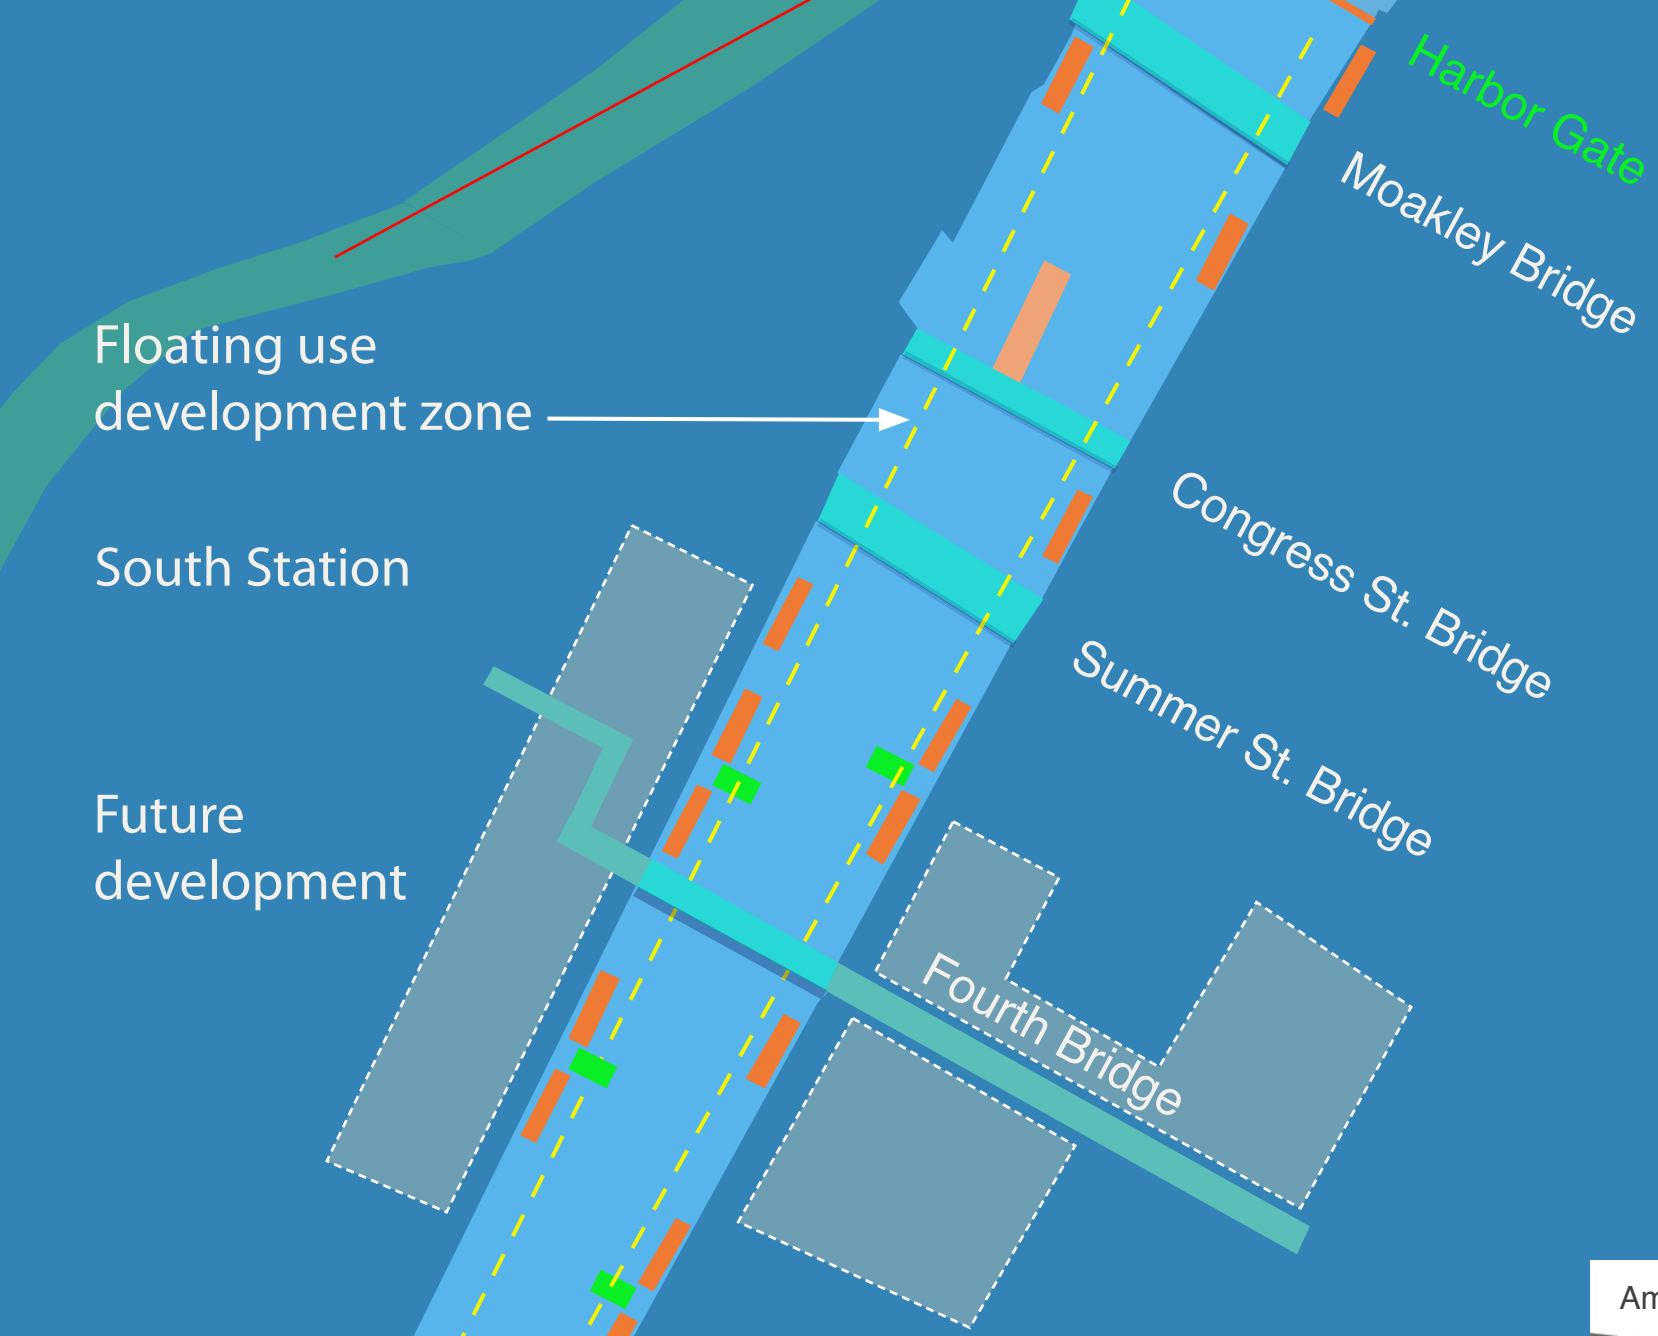 Harbor Gate
Moakley Bridge
Floating use
development zone
Congress St. Bridge
South Station
Summer St. Bridge
Future
development
Fourth Bridge
Am